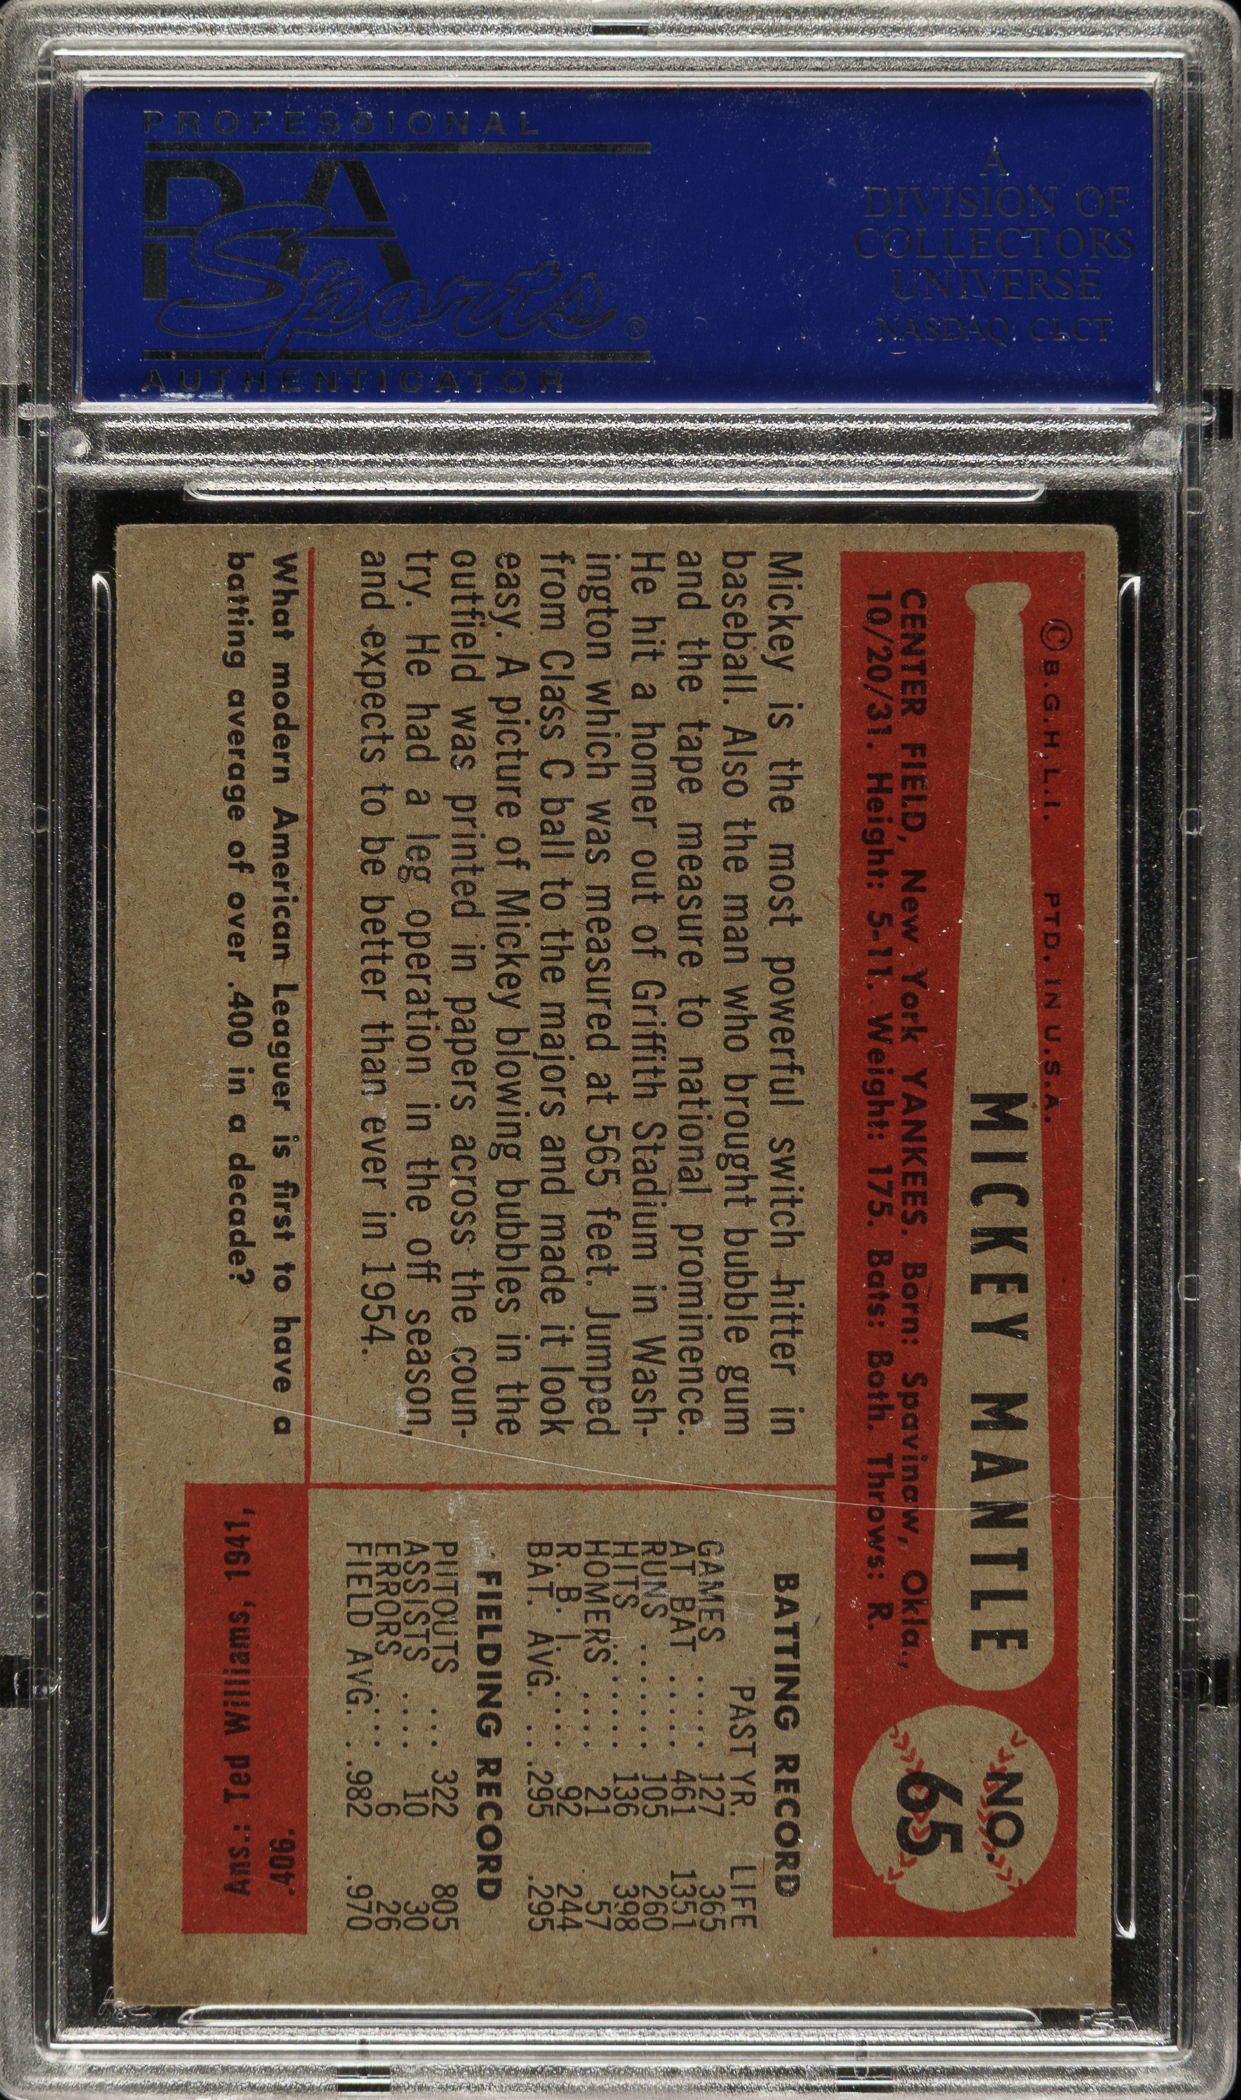 PROFESSIONAL
PSA
Sports®
AUTHENTICATOR
A
DIVISION OF
COLLECTORS
UNIVERSE
NASDAQ: CLCT
© B.G.H.L.I. PTD. IN U.S.A.
MICKEY MANTLE
NO.
65
CENTER FIELD, New York YANKEES. Born: Spavinaw, Okla.,
10/20/31. Height: 5-11. Weight: 175. Bats: Both. Throws: R.
Mickey is the most powerful switch hitter in
baseball. Also the man who brought bubble gum
and the tape measure to national prominence.
He hit a homer out of Griffith Stadium in Wash-
ington which was measured at 565 feet. Jumped
from Class C ball to the majors and made it look
easy. A picture of Mickey blowing bubbles in the
outfield was printed in papers across the coun-
try. He had a leg operation in the off season,
and expects to be better than ever in 1954.
BATTING RECORD
PAST YR. LIFE
GAMES ..... 127 365
AT BAT ..... 461 1351
RUNS ...... 105 260
HITS ...... 136 398
HOMERS .... 21 57
R. B. I. .... 92 244
BAT. AVG. .. .295 .295
FIELDING RECORD
PUTOUTS ... 322 805
ASSISTS .... 10 30
ERRORS .... 6 26
FIELD AVG. . .982 .970
What modern American Leaguer is first to have a
batting average of over .400 in a decade?
Ans.: Ted Williams, 1941,
.406.